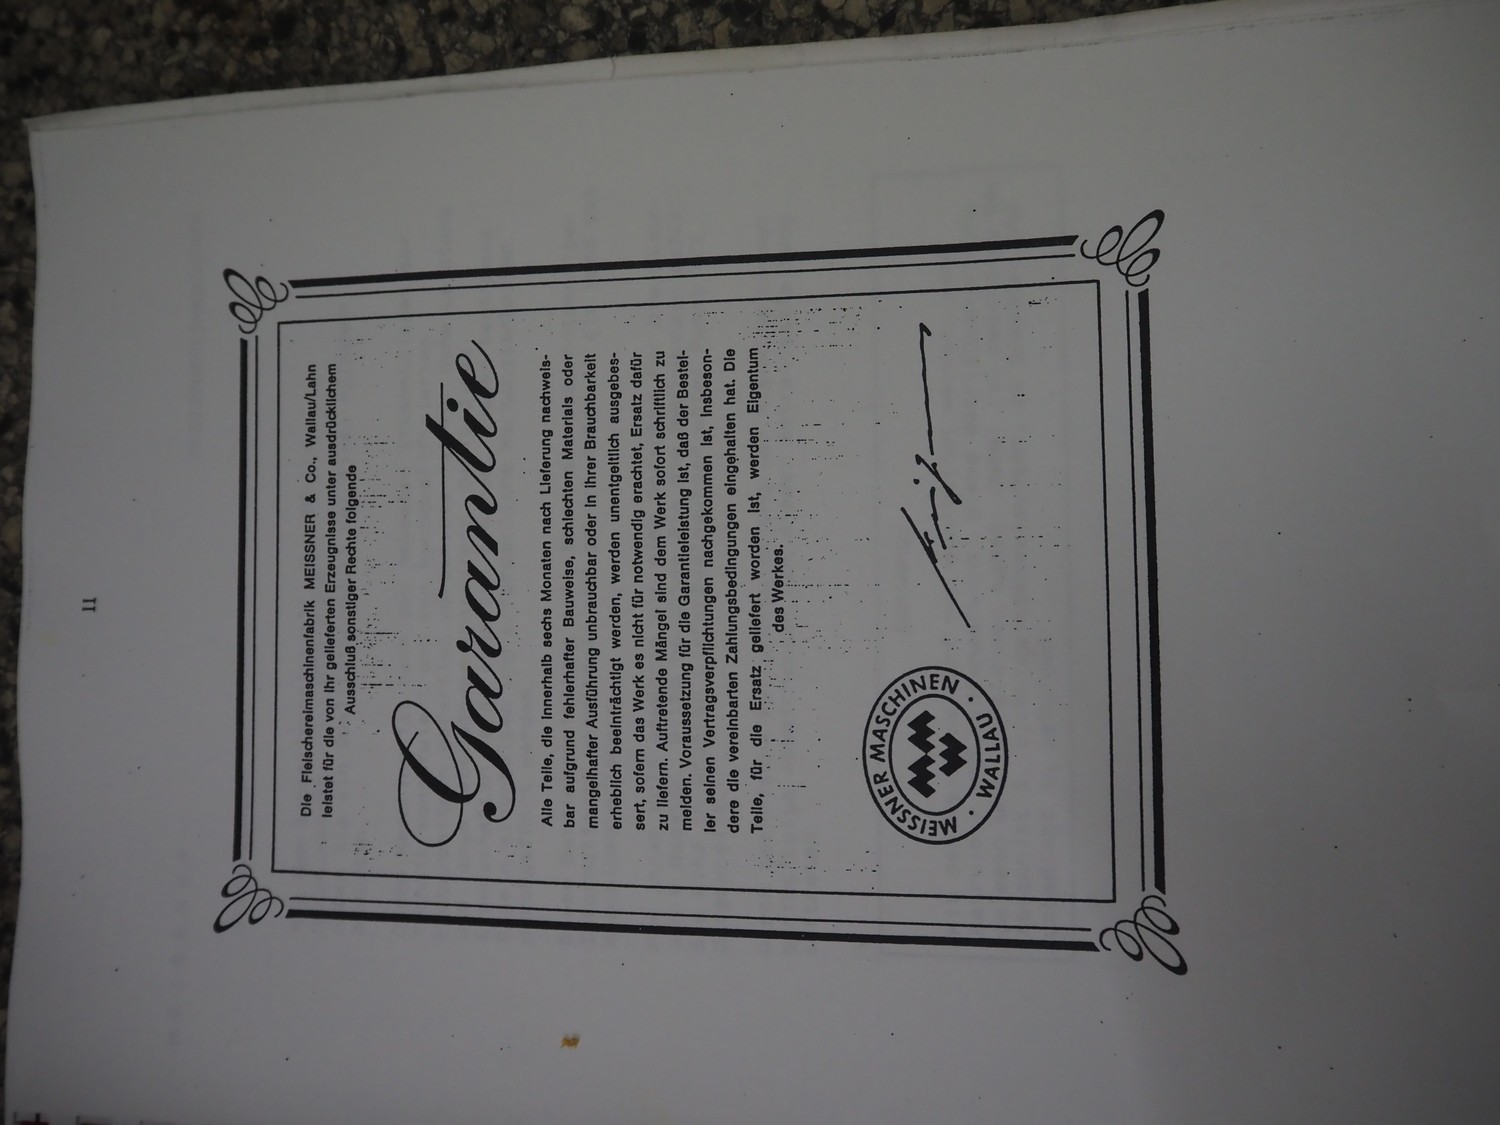 11
Die Fleischereimaschinenfabrik MEISSNER & Co., Wallau/Lahn
leistet für die von ihr gelieferten Erzeugnisse unter ausdrücklichem
Ausschluß sonstiger Rechte folgende
Garantie
Alle Teile, die innerhalb sechs Monaten nach Lieferung nachweis-
bar aufgrund fehlerhafter Bauweise, schlechten Materials oder
mangelhafter Ausführung unbrauchbar oder in ihrer Brauchbarkeit
erheblich beeinträchtigt werden, werden unentgeltlich ausgebes-
sert, sofern das Werk es nicht für notwendig erachtet, Ersatz dafür
zu liefern. Auftretende Mängel sind dem Werk sofort schriftlich zu
melden. Voraussetzung für die Garantieleistung ist, daß der Bestel-
ler seinen Vertragsverpflichtungen nachgekommen ist, insbeson-
dere die vereinbarten Zahlungsbedingungen eingehalten hat. Die
Teile, für die Ersatz geliefert worden ist, werden Eigentum
des Werkes.
MEISSNER MASCHINEN · WALLAU ·